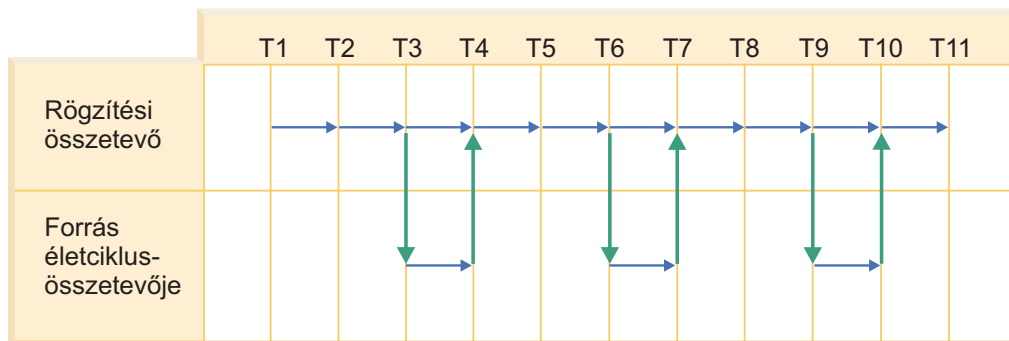 T1 T2 T3 T4 T5 T6 T7 T8 T9 T10 T11
Rögzítési
összetevő
Forrás
életciklus-
összetevője